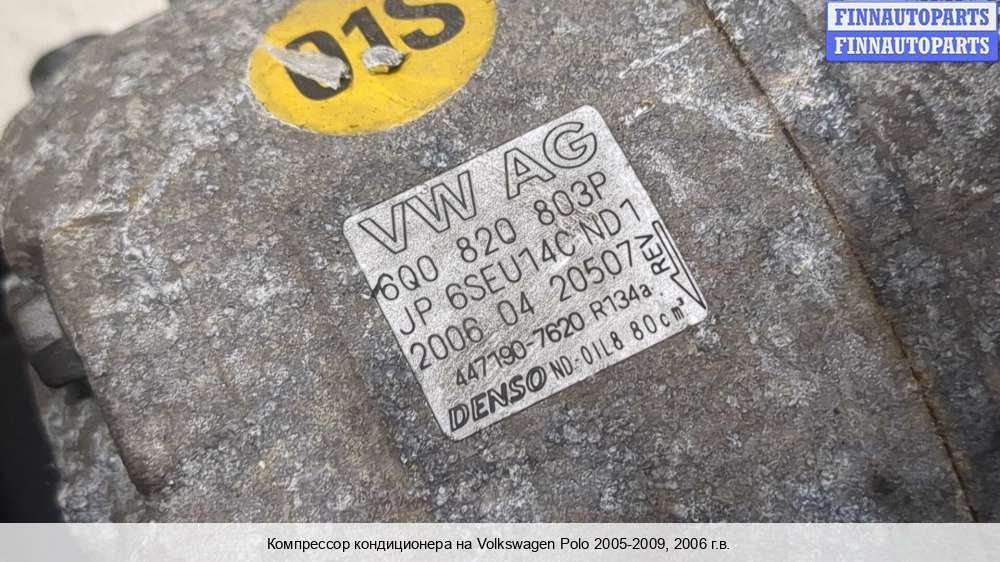 FINNAUTOPARTS
FINNAUTOPARTS
01S
VW AG
6Q0 820 803P
JP 6SEU14C ND1
2006 04 20507
447190-7620 R134a REV
DENSO ND-OIL8 80cm³
Компрессор кондиционера на Volkswagen Polo 2005-2009, 2006 г.в.